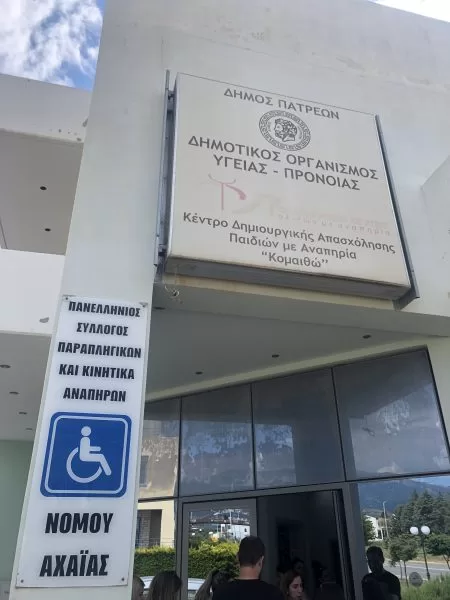 ΔΗΜΟΣ ΠΑΤΡΕΩΝ
ΔΗΜΟΤΙΚΟΣ ΟΡΓΑΝΙΣΜΟΣ
ΥΓΕΙΑΣ - ΠΡΟΝΟΙΑΣ
Κέντρο Δημιουργικής Απασχόλησης
Παιδιών με Αναπηρία
"Κομαιθώ"
ΠΑΝΕΛΛΗΝΙΟΣ
ΣΥΛΛΟΓΟΣ
ΠΑΡΑΠΛΗΓΙΚΩΝ
ΚΑΙ ΚΙΝΗΤΙΚΑ
ΑΝΑΠΗΡΩΝ
ΝΟΜΟΥ
ΑΧΑΪΑΣ